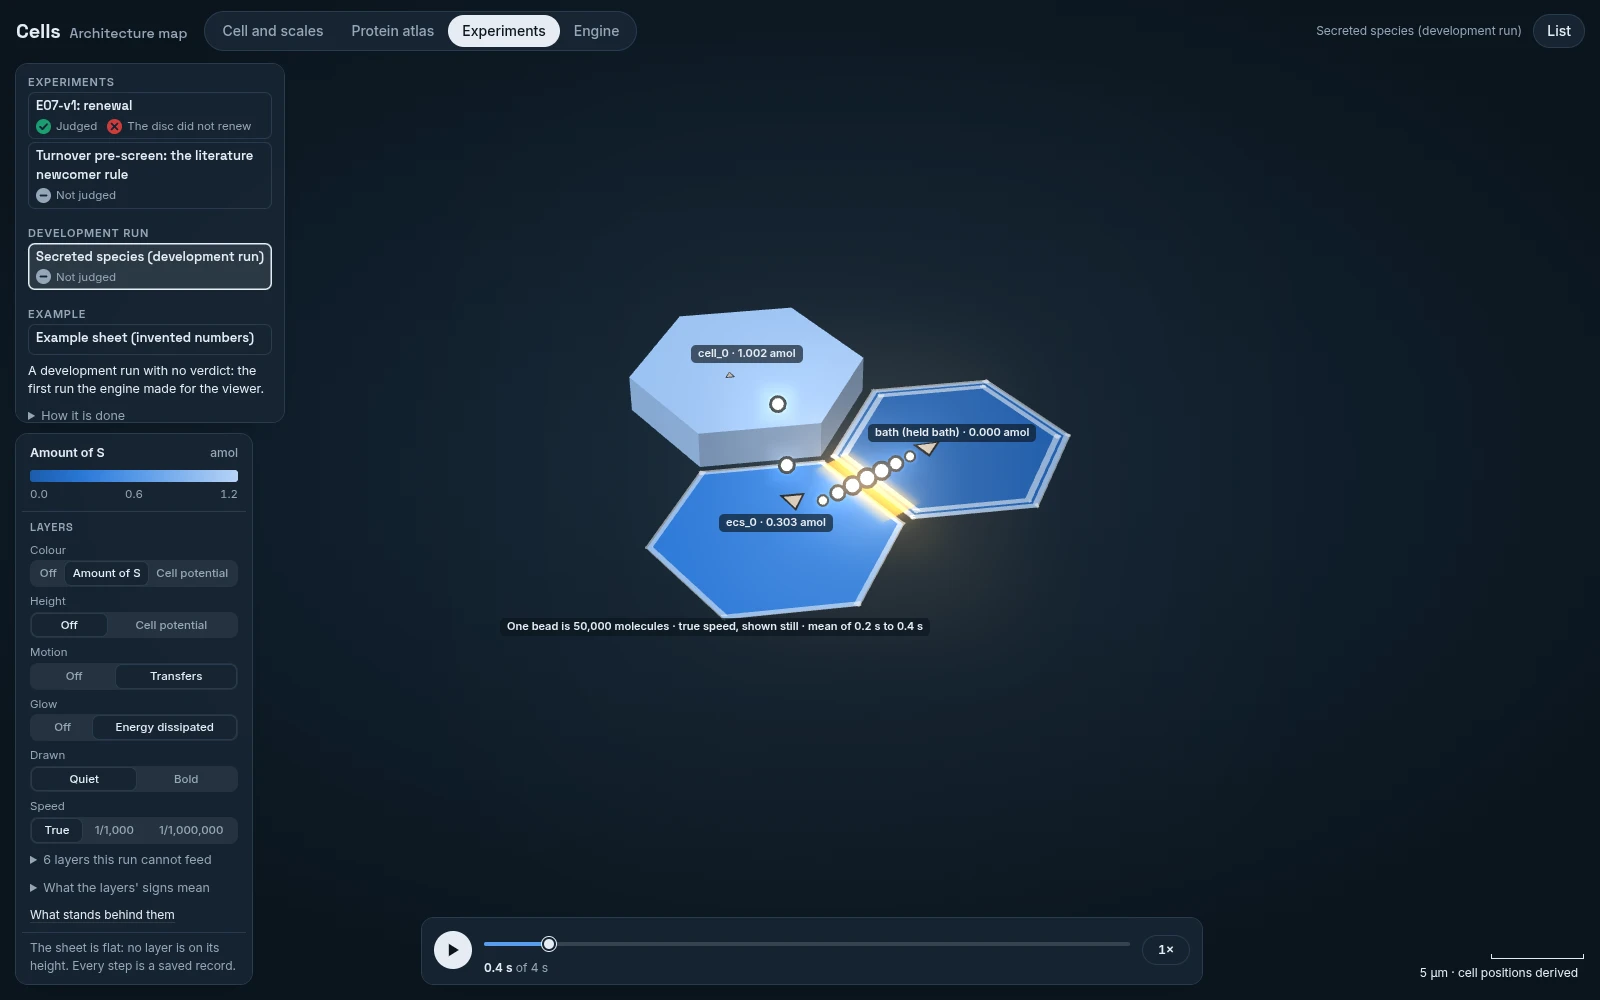 Cells Architecture map
Cell and scales Protein atlas Experiments Engine
Secreted species (development run) List
EXPERIMENTS
E07-v1: renewal
Judged The disc did not renew
Turnover pre-screen: the literature
newcomer rule
Not judged
DEVELOPMENT RUN
Secreted species (development run)
Not judged
EXAMPLE
Example sheet (invented numbers)
A development run with no verdict: the
first run the engine made for the viewer.
How it is done
Amount of S amol
0.0 0.6 1.2
LAYERS
Colour
Off Amount of S Cell potential
Height
Off Cell potential
Motion
Off Transfers
Glow
Off Energy dissipated
Drawn
Quiet Bold
Speed
True 1/1,000 1/1,000,000
6 layers this run cannot feed
What the layers' signs mean
What stands behind them
The sheet is flat: no layer is on its
height. Every step is a saved record.
cell_0 · 1.002 amol
bath (held bath) · 0.000 amol
ecs_0 · 0.303 amol
One bead is 50,000 molecules · true speed, shown still · mean of 0.2 s to 0.4 s
0.4 s of 4 s
1×
5 µm · cell positions derived